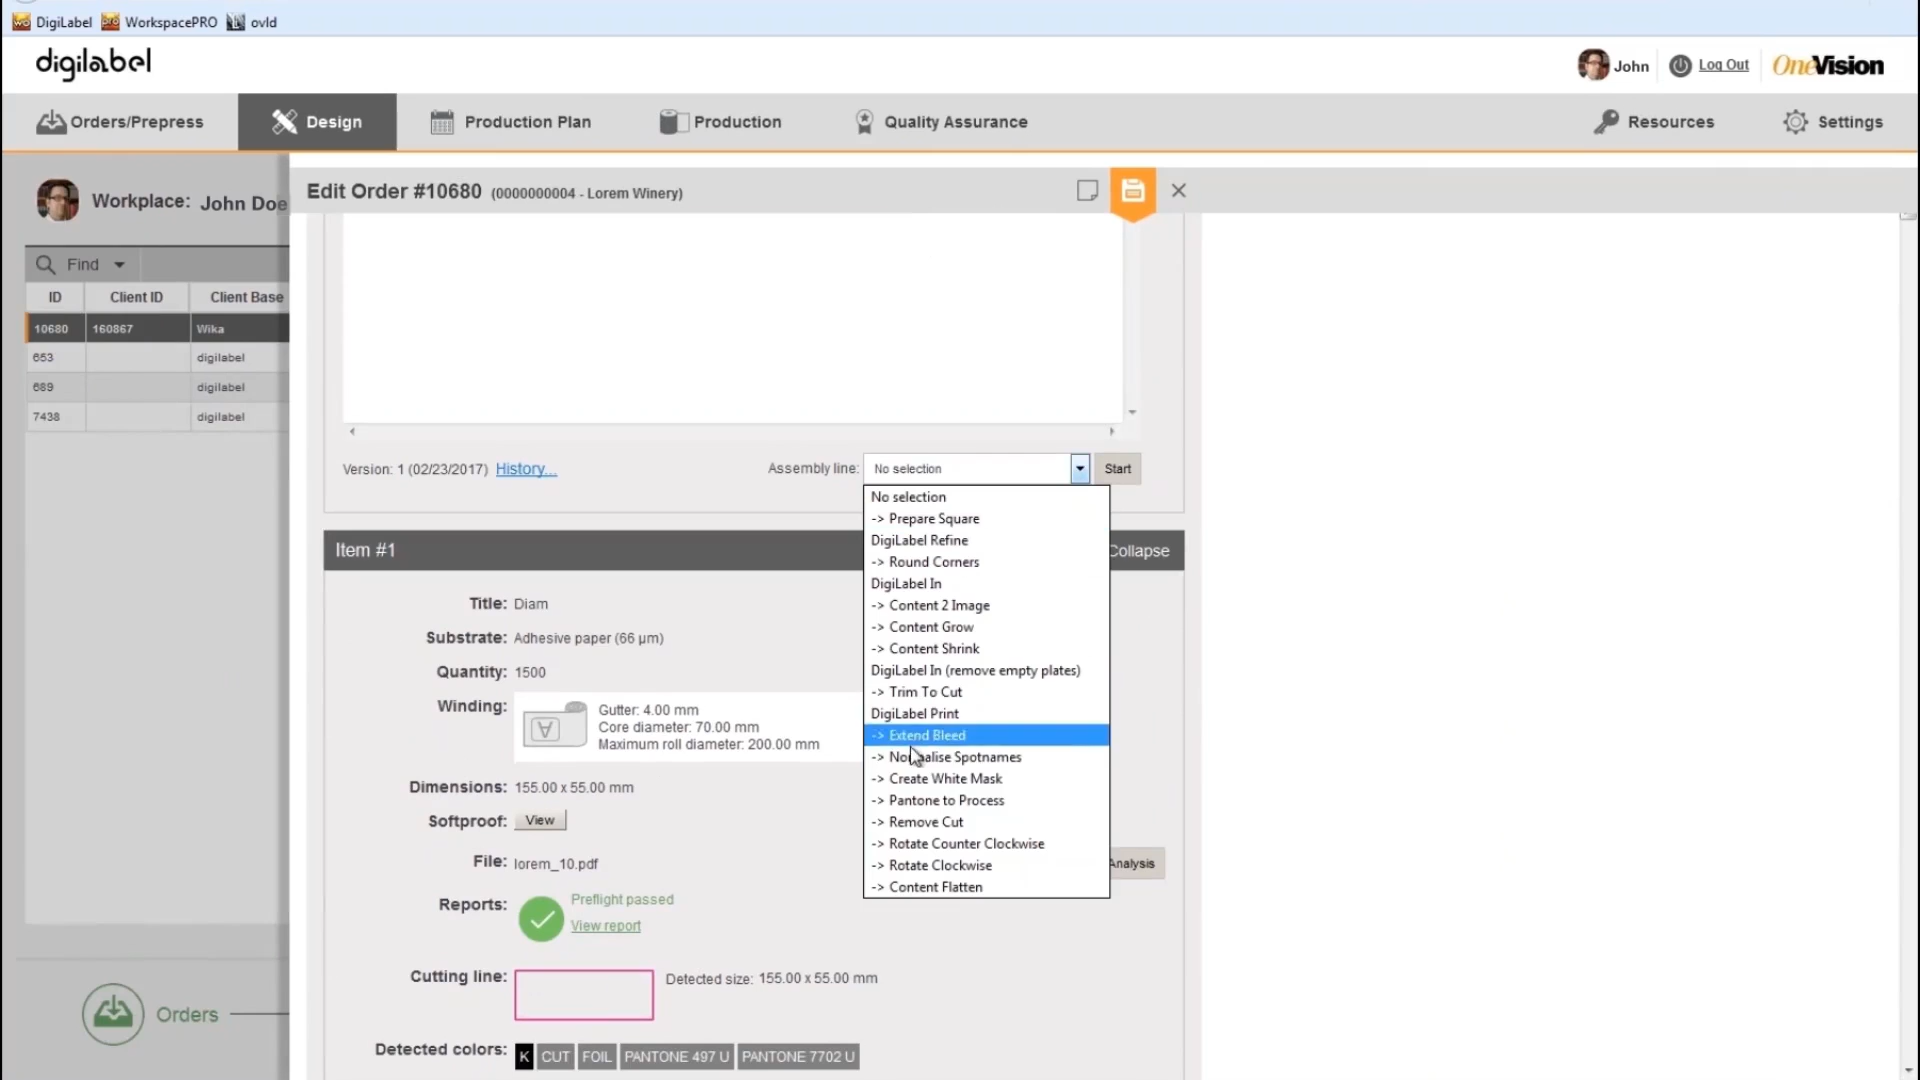 DigiLabel WorkspacePRO ovld
digilabel
John Log Out OneVision
Orders/Prepress Design Production Plan Production Quality Assurance Resources Settings
Workplace: John Doe
Edit Order #10680 (0000000004 - Lorem Winery)
Find
ID Client ID Client Base
10680 160867 Wika
653 digilabel
689 digilabel
7438 digilabel
Version: 1 (02/23/2017) History... Assembly line: No selection Start
No selection
-> Prepare Square
DigiLabel Refine
-> Round Corners
DigiLabel In
-> Content 2 Image
-> Content Grow
-> Content Shrink
DigiLabel In (remove empty plates)
-> Trim To Cut
DigiLabel Print
-> Extend Bleed
-> Normalise Spotnames
-> Create White Mask
-> Pantone to Process
-> Remove Cut
-> Rotate Counter Clockwise
-> Rotate Clockwise
-> Content Flatten
Item #1 Collapse
Title: Diam
Substrate: Adhesive paper (66 µm)
Quantity: 1500
Winding: A Gutter: 4.00 mm
Core diameter: 70.00 mm
Maximum roll diameter: 200.00 mm
Dimensions: 155.00 x 55.00 mm
Softproof: View
File: lorem_10.pdf Analysis
Reports: Preflight passed
View report
Cutting line: Detected size: 155.00 x 55.00 mm
Detected colors: K CUT FOIL PANTONE 497 U PANTONE 7702 U
Orders